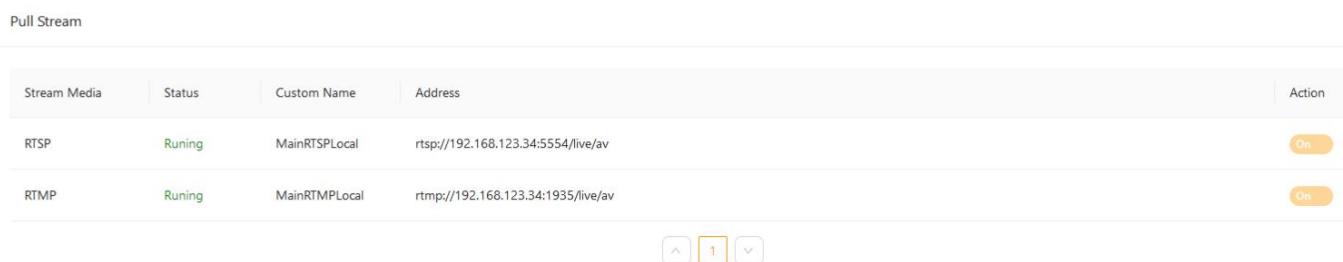 Pull Stream
Stream Media Status Custom Name Address Action
RTSP Runing MainRTSPLocal rtsp://192.168.123.34:5554/live/av On
RTMP Runing MainRTMPLocal rtmp://192.168.123.34:1935/live/av On
1